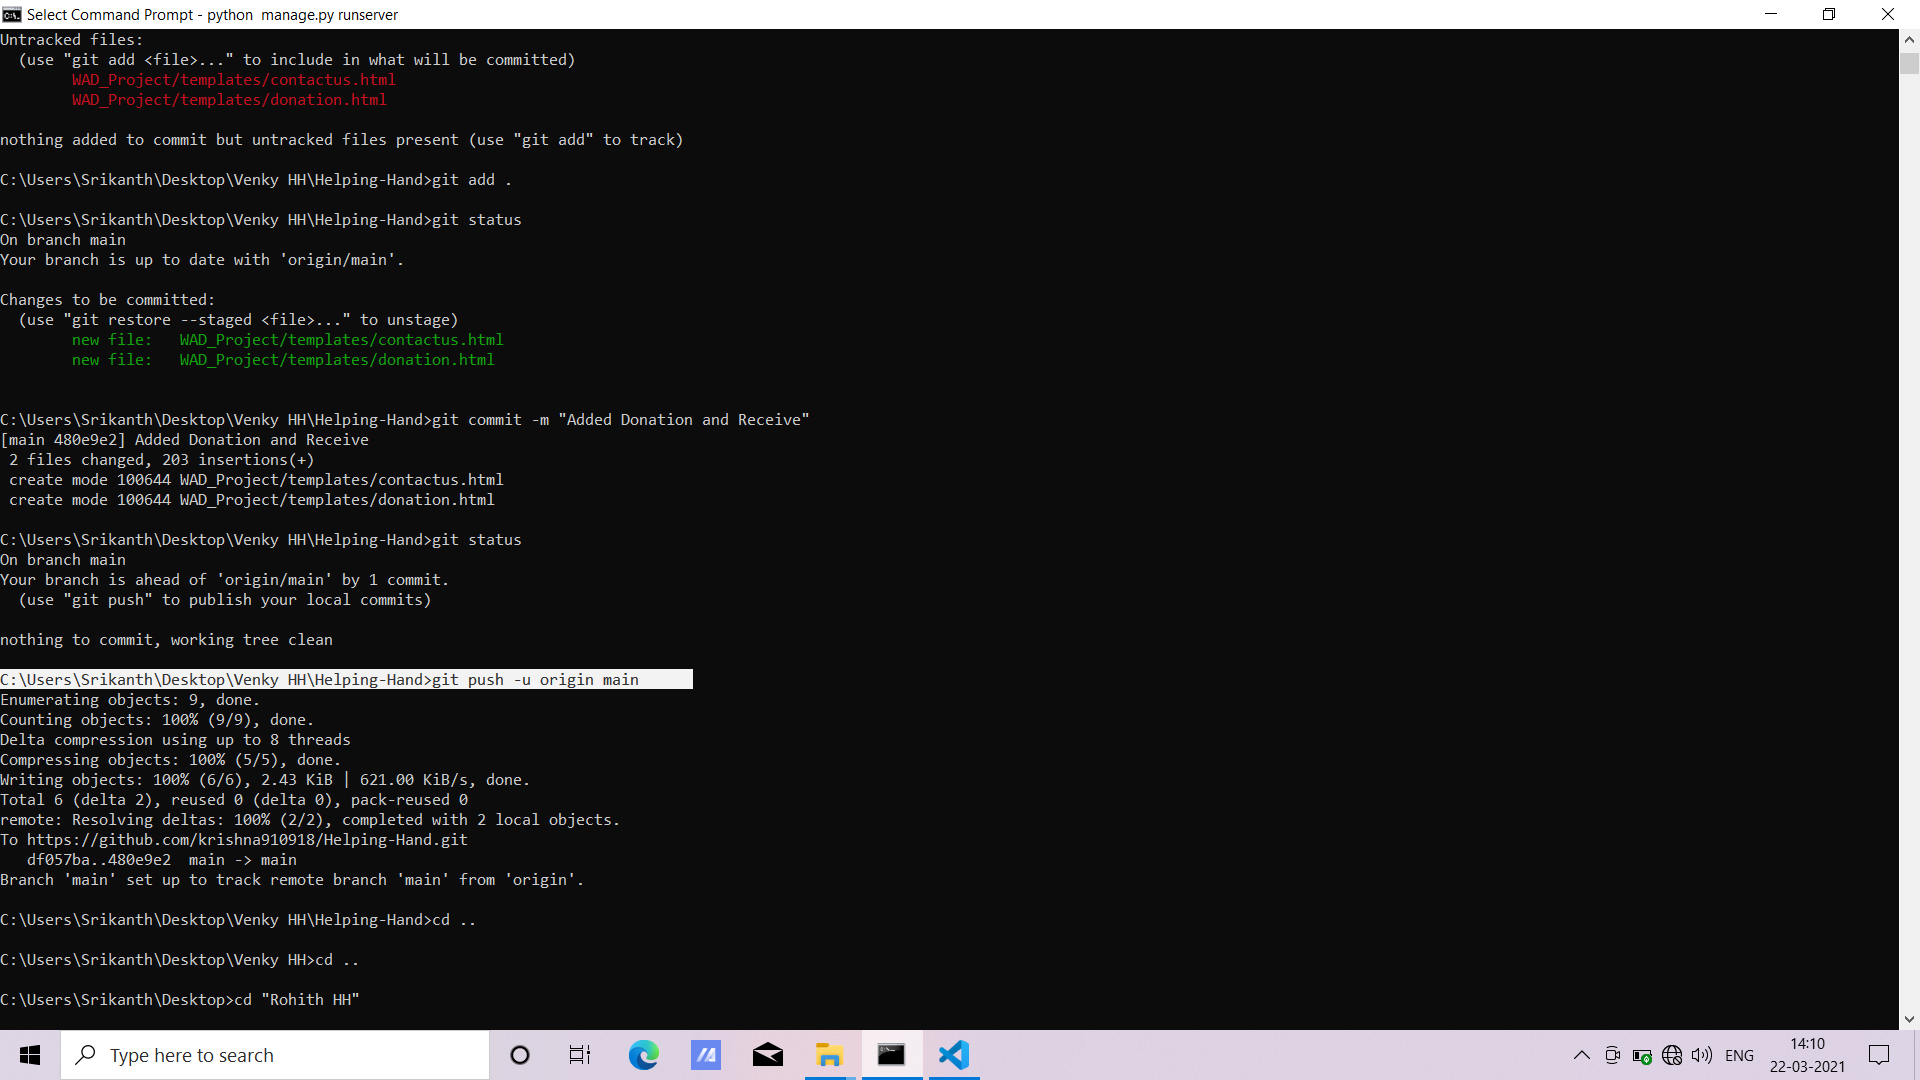 Select Command Prompt - python  manage.py runserver
Untracked files:
  (use "git add <file>..." to include in what will be committed)
        WAD_Project/templates/contactus.html
        WAD_Project/templates/donation.html
nothing added to commit but untracked files present (use "git add" to track)
C:\Users\Srikanth\Desktop\Venky HH\Helping-Hand>git add .
C:\Users\Srikanth\Desktop\Venky HH\Helping-Hand>git status
On branch main
Your branch is up to date with 'origin/main'.
Changes to be committed:
  (use "git restore --staged <file>..." to unstage)
        new file:   WAD_Project/templates/contactus.html
        new file:   WAD_Project/templates/donation.html
C:\Users\Srikanth\Desktop\Venky HH\Helping-Hand>git commit -m "Added Donation and Receive"
[main 480e9e2] Added Donation and Receive
 2 files changed, 203 insertions(+)
 create mode 100644 WAD_Project/templates/contactus.html
 create mode 100644 WAD_Project/templates/donation.html
C:\Users\Srikanth\Desktop\Venky HH\Helping-Hand>git status
On branch main
Your branch is ahead of 'origin/main' by 1 commit.
  (use "git push" to publish your local commits)
nothing to commit, working tree clean
C:\Users\Srikanth\Desktop\Venky HH\Helping-Hand>git push -u origin main
Enumerating objects: 9, done.
Counting objects: 100% (9/9), done.
Delta compression using up to 8 threads
Compressing objects: 100% (5/5), done.
Writing objects: 100% (6/6), 2.43 KiB | 621.00 KiB/s, done.
Total 6 (delta 2), reused 0 (delta 0), pack-reused 0
remote: Resolving deltas: 100% (2/2), completed with 2 local objects.
To https://github.com/krishna910918/Helping-Hand.git
   df057ba..480e9e2  main -> main
Branch 'main' set up to track remote branch 'main' from 'origin'.
C:\Users\Srikanth\Desktop\Venky HH\Helping-Hand>cd ..
C:\Users\Srikanth\Desktop\Venky HH>cd ..
C:\Users\Srikanth\Desktop>cd "Rohith HH"
Type here to search
ENG
14:10
22-03-2021